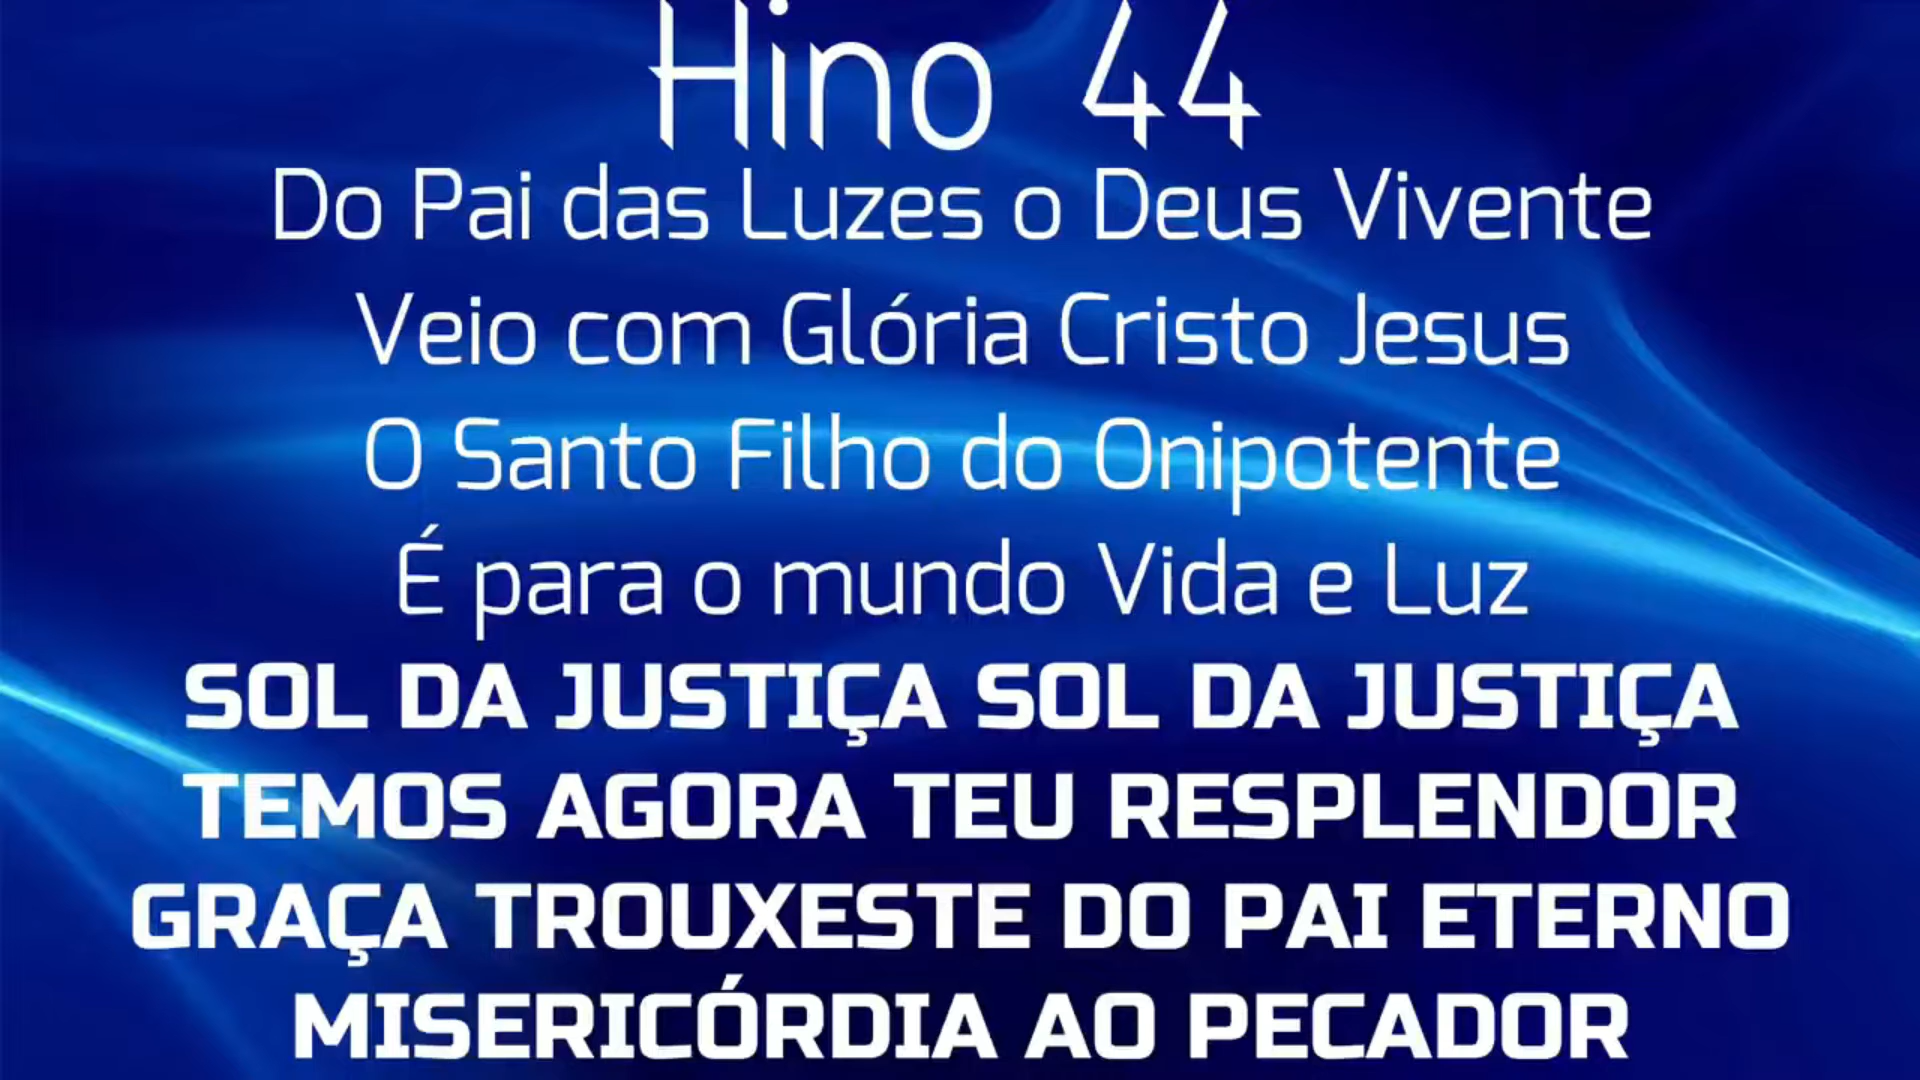 Hino 44
Do Pai das Luzes o Deus Vivente
Veio com Glória Cristo Jesus
O Santo Filho do Onipotente
É para o mundo Vida e Luz
SOL DA JUSTIÇA SOL DA JUSTIÇA
TEMOS AGORA TEU RESPLENDOR
GRAÇA TROUXESTE DO PAI ETERNO
MISERICÓRDIA AO PECADOR